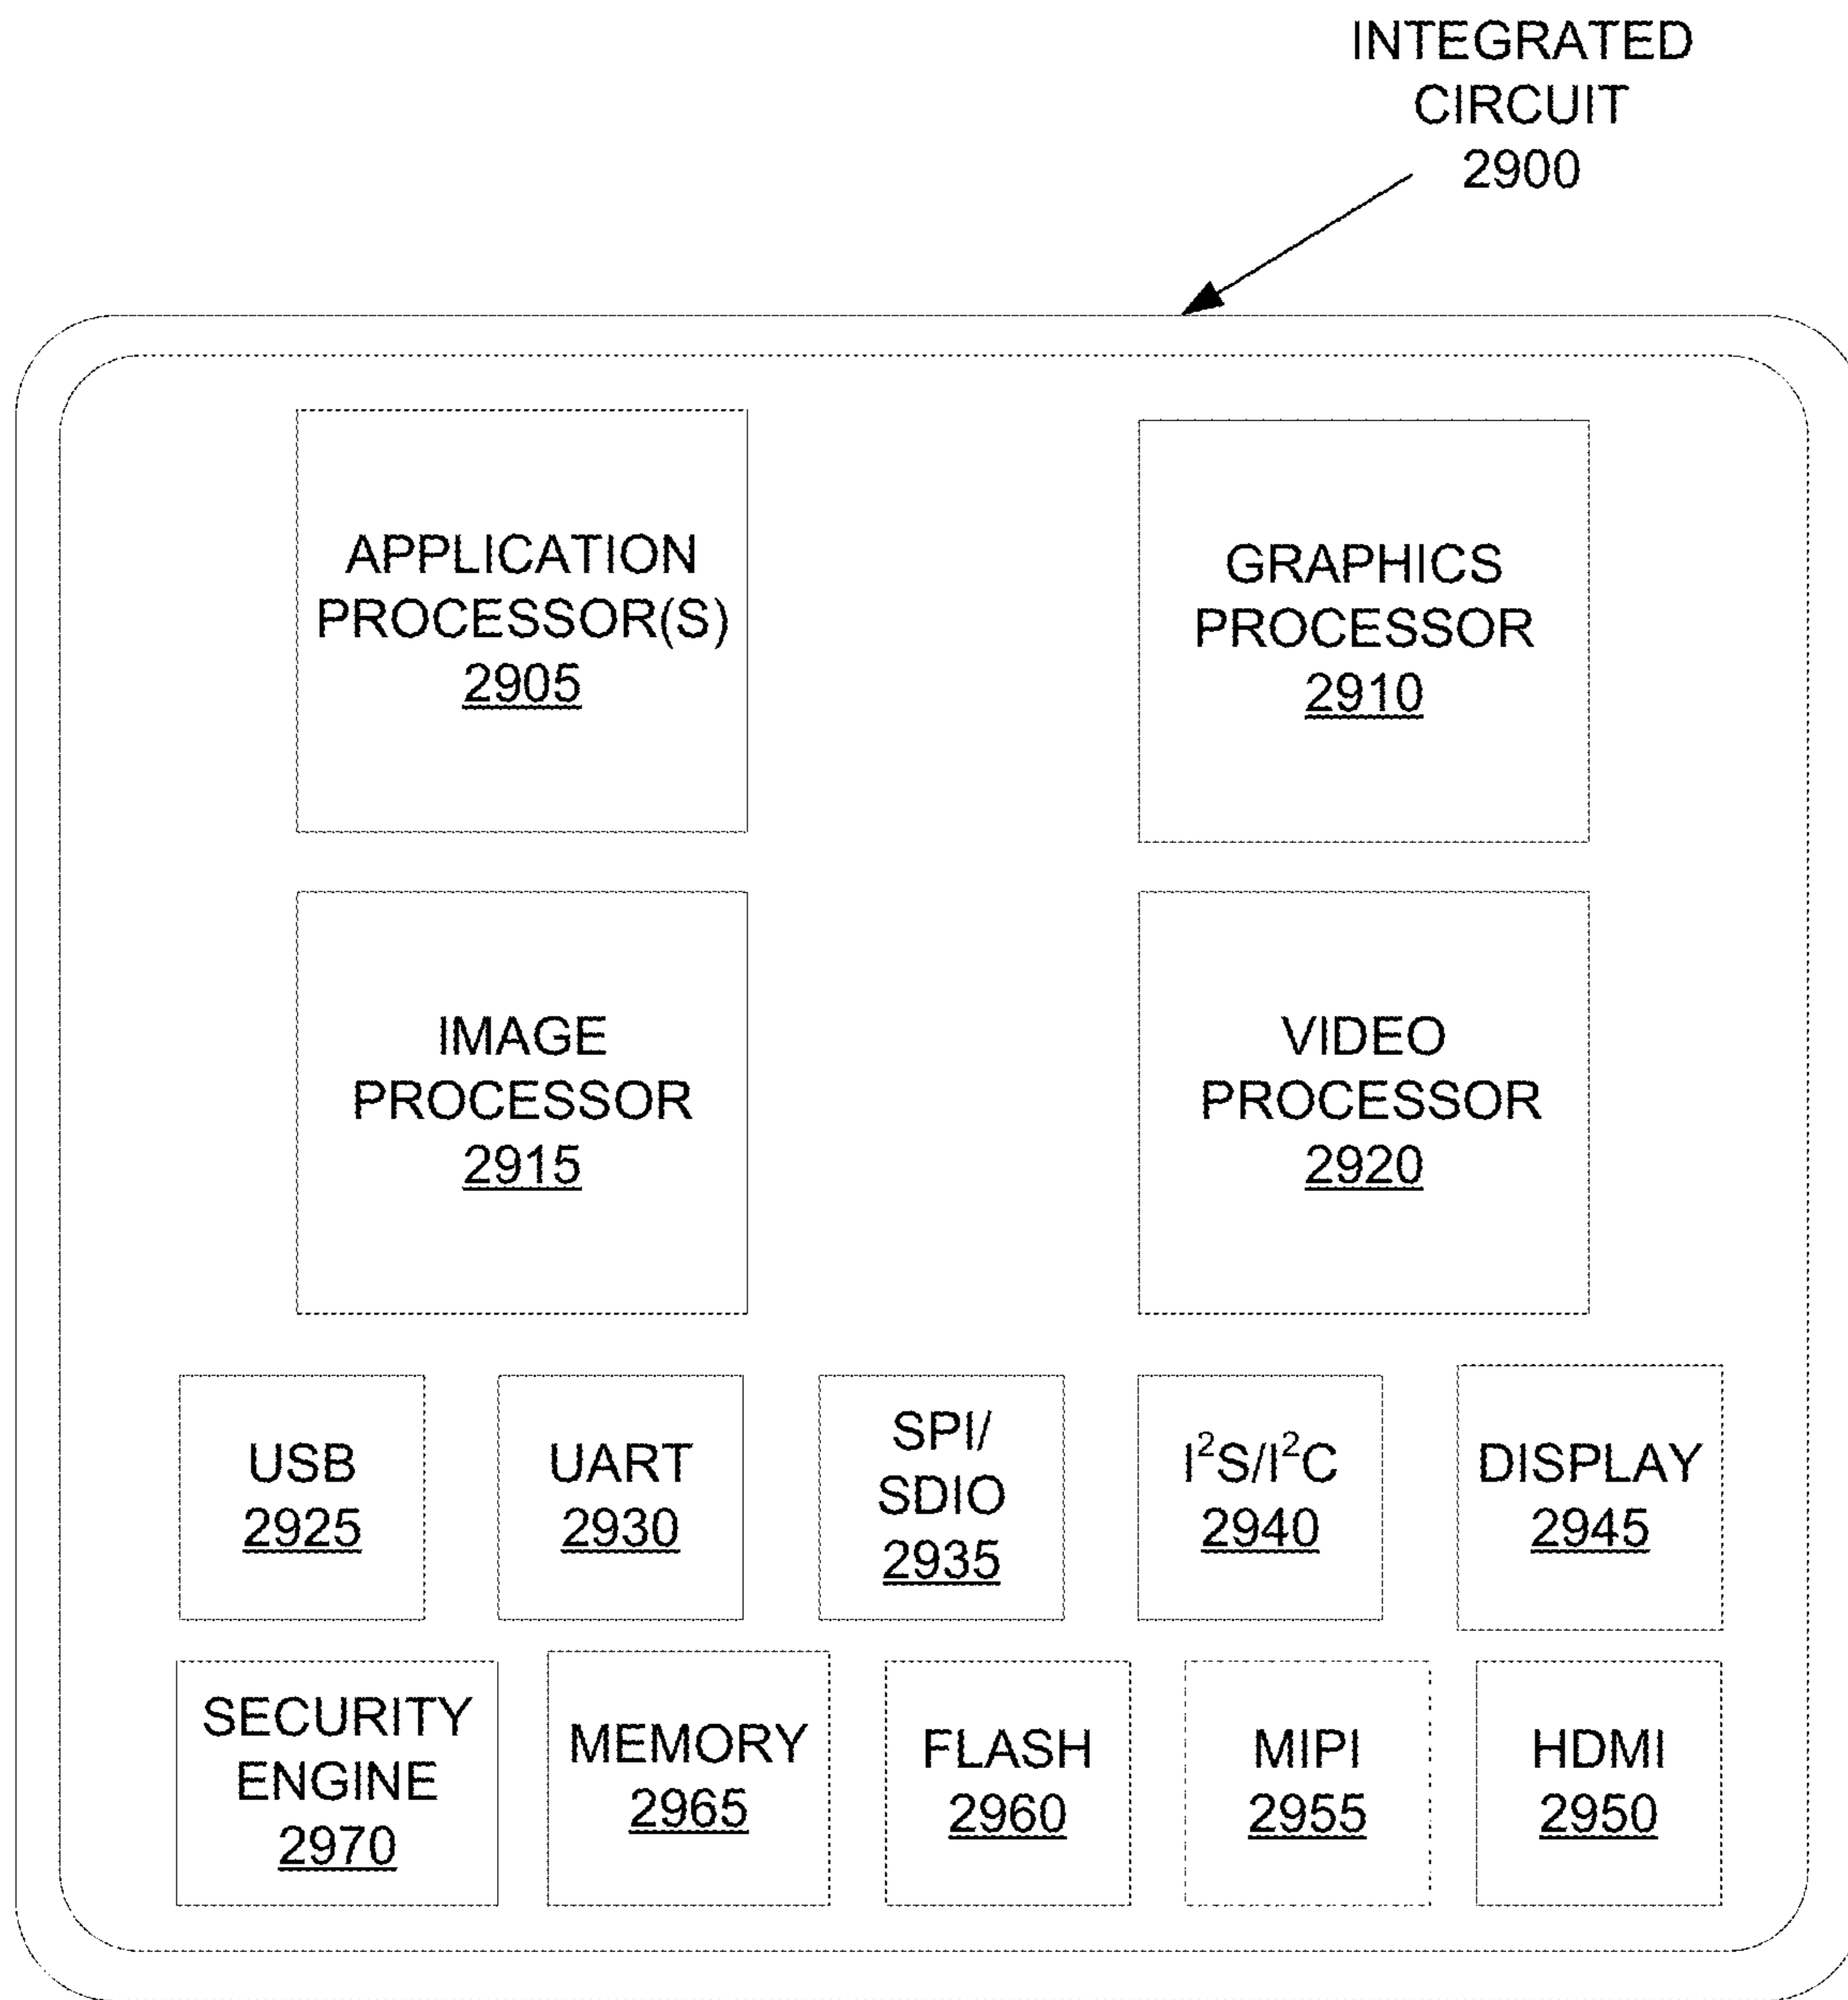 INTEGRATED
CIRCUIT
2900
APPLICATION
PROCESSOR(S)
2905
GRAPHICS
PROCESSOR
2910
IMAGE
PROCESSOR
2915
VIDEO
PROCESSOR
2920
USB
2925
UART
2930
SPI/
SDIO
2935
I²S/I²C
2940
DISPLAY
2945
SECURITY
ENGINE
2970
MEMORY
2965
FLASH
2960
MIPI
2955
HDMI
2950